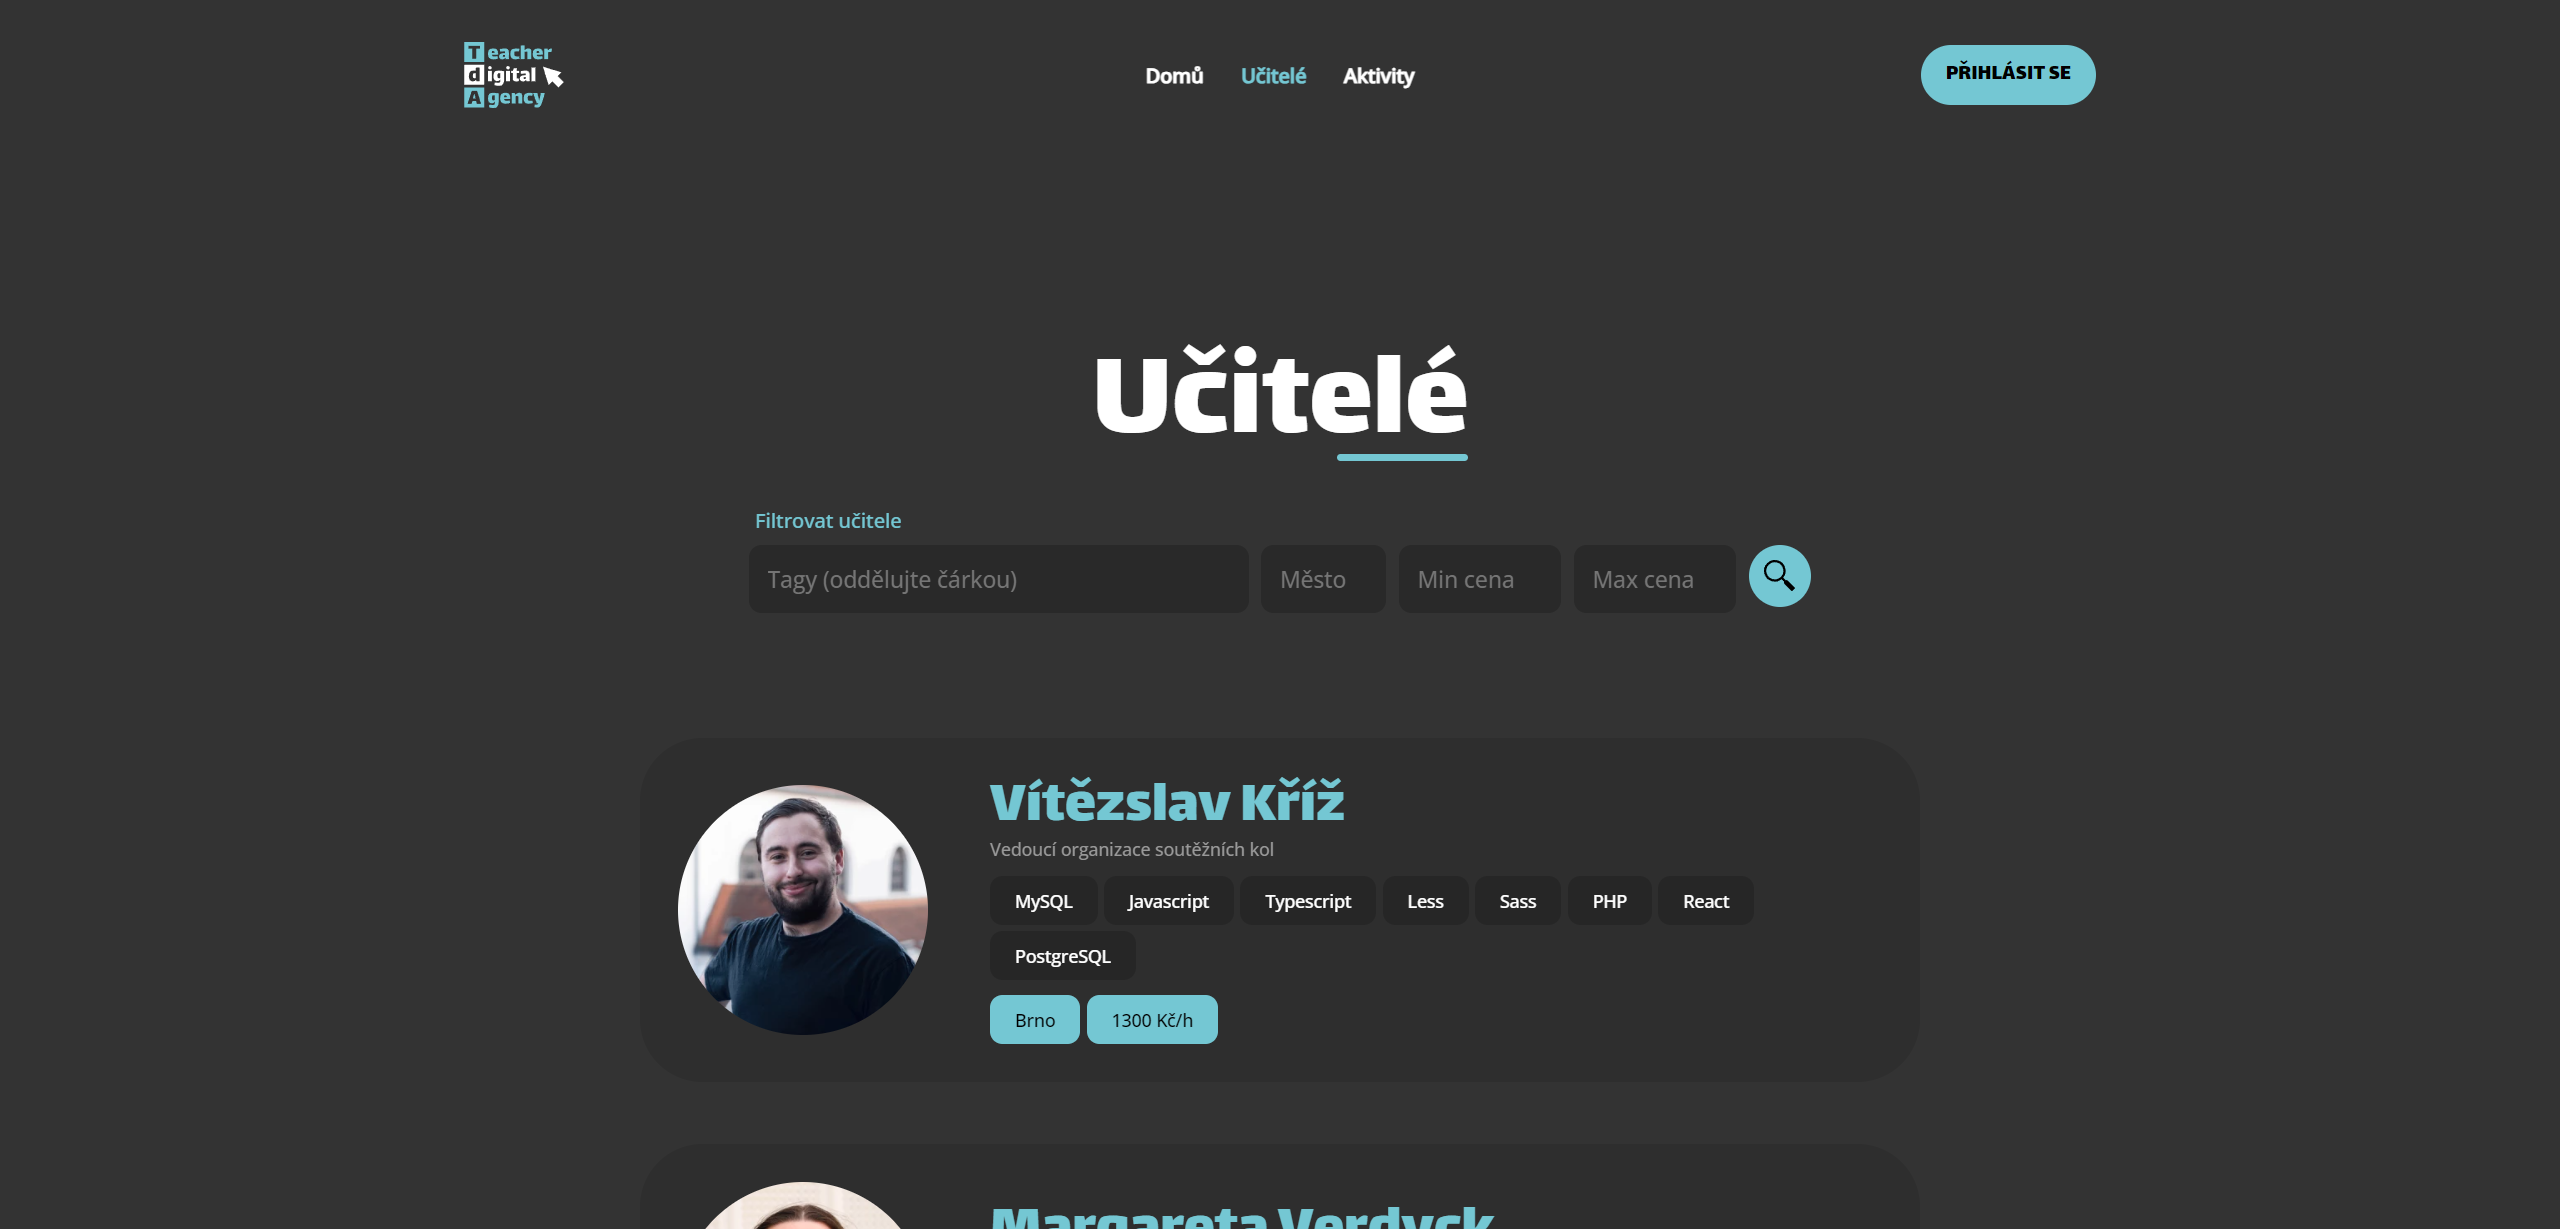 Teacher
digital
Agency
Domů Učitelé Aktivity
PŘIHLÁSIT SE
Učitelé
Filtrovat učitele
Tagy (oddělujte čárkou) Město Min cena Max cena
Vítězslav Kříž
Vedoucí organizace soutěžních kol
MySQL Javascript Typescript Less Sass PHP React
PostgreSQL
Brno 1300 Kč/h
Margareta Verdyck